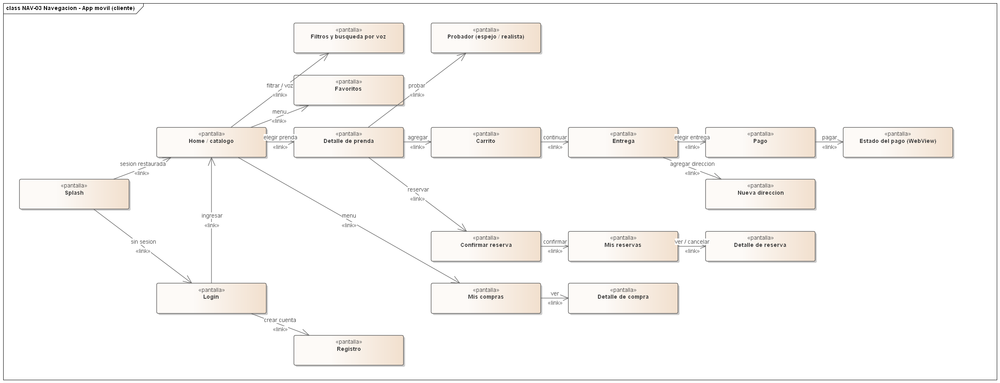 class NAV-03 Navegacion - App movil (cliente)
«pantalla»
Filtros y busqueda por voz
«pantalla»
Probador (espejo / realista)
filtrar / voz
«link»
«pantalla»
Favoritos
probar
«link»
menu
«link»
«pantalla»
Home / catalogo
elegir prenda
«link»
«pantalla»
Detalle de prenda
agregar
«link»
«pantalla»
Carrito
continuar
«link»
«pantalla»
Entrega
elegir entrega
«link»
«pantalla»
Pago
pagar
«link»
«pantalla»
Estado del pago (WebView)
sesion restaurada
«link»
agregar direccion
«link»
«pantalla»
Splash
reservar
«link»
«pantalla»
Nueva direccion
ingresar
«link»
menu
«link»
sin sesion
«link»
«pantalla»
Confirmar reserva
confirmar
«link»
«pantalla»
Mis reservas
ver / cancelar
«link»
«pantalla»
Detalle de reserva
«pantalla»
Login
«pantalla»
Mis compras
ver
«link»
«pantalla»
Detalle de compra
crear cuenta
«link»
«pantalla»
Registro